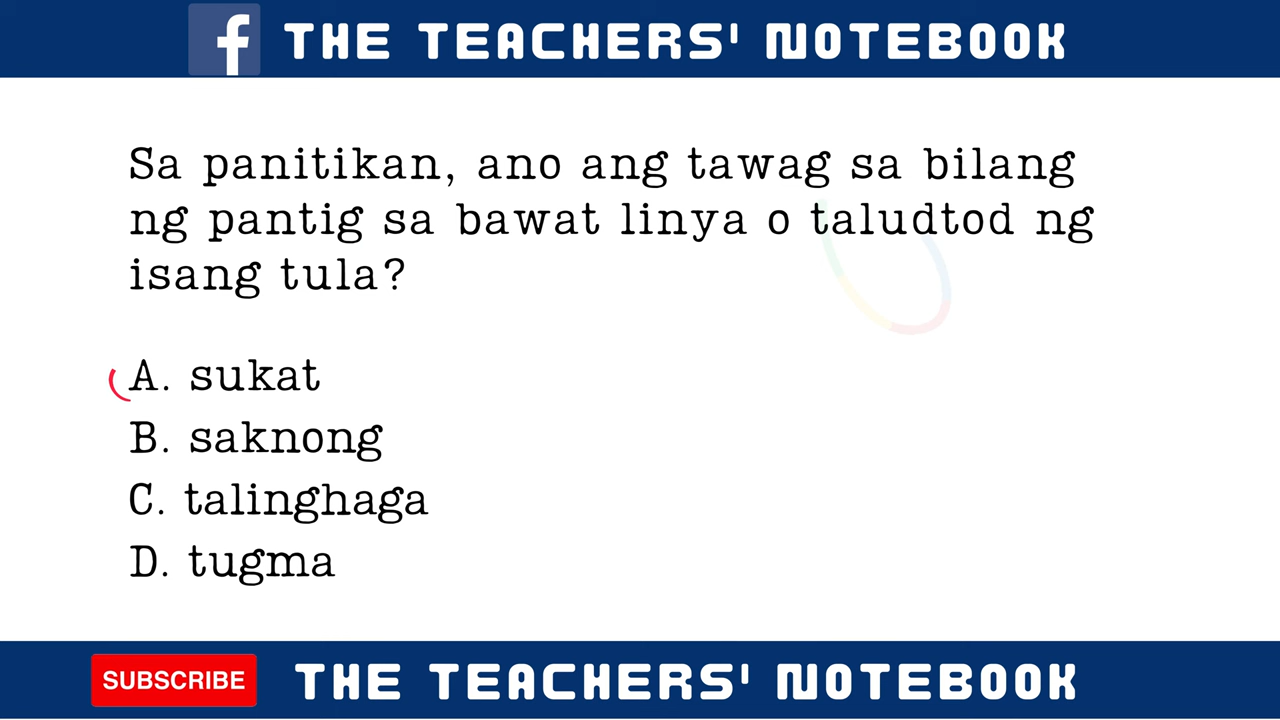 f THE TEACHERS' NOTEBOOK
Sa panitikan, ano ang tawag sa bilang
ng pantig sa bawat linya o taludtod ng
isang tula?
A. sukat
B. saknong
C. talinghaga
D. tugma
SUBSCRIBE THE TEACHERS' NOTEBOOK